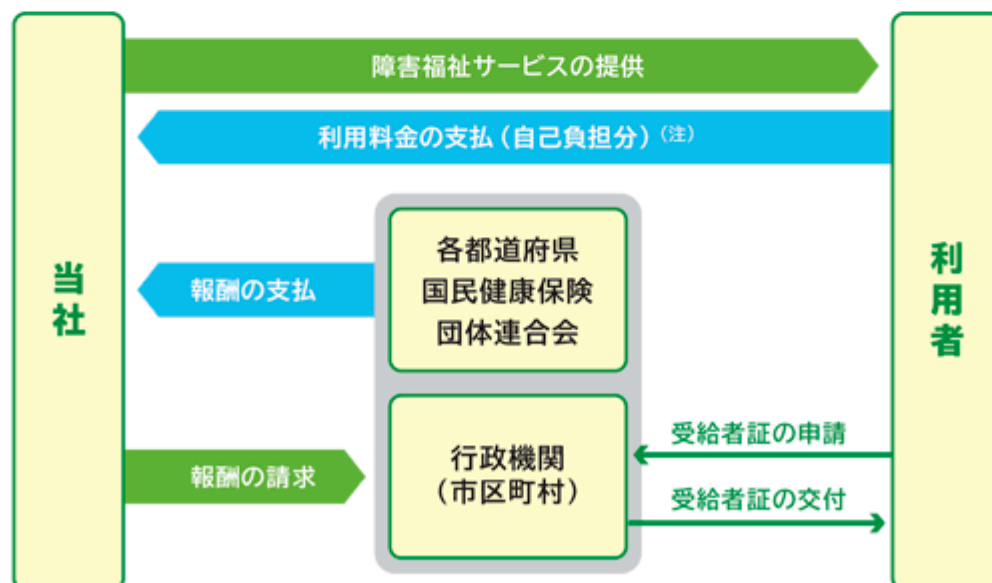 障害福祉サービスの提供
利用料金の支払（自己負担分）（注）
当社
利用者
各都道府県
国民健康保険
団体連合会
報酬の支払
行政機関
（市区町村）
報酬の請求
受給者証の申請
受給者証の交付